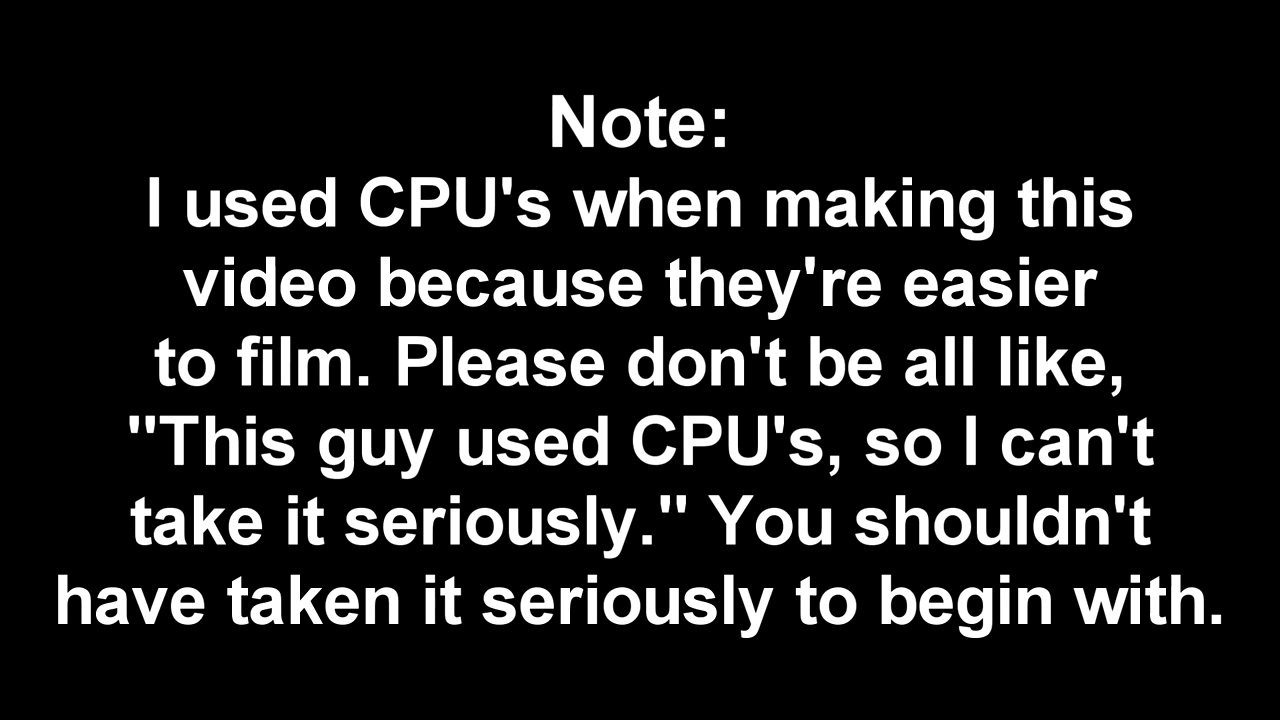 Note:
I used CPU's when making this
video because they're easier
to film. Please don't be all like,
"This guy used CPU's, so I can't
take it seriously." You shouldn't
have taken it seriously to begin with.